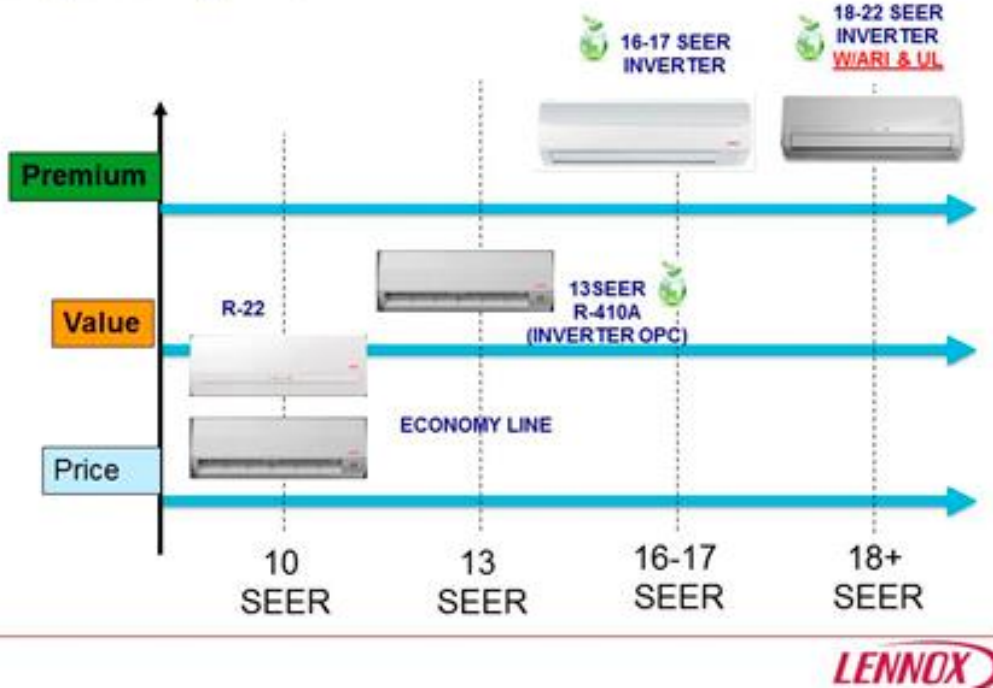 16-17 SEER
INVERTER
18-22 SEER
INVERTER
W/ARI & UL
Premium
Value
R-22
13SEER
R-410A
(INVERTER OPC)
ECONOMY LINE
Price
10
SEER
13
SEER
16-17
SEER
18+
SEER
LENNOX